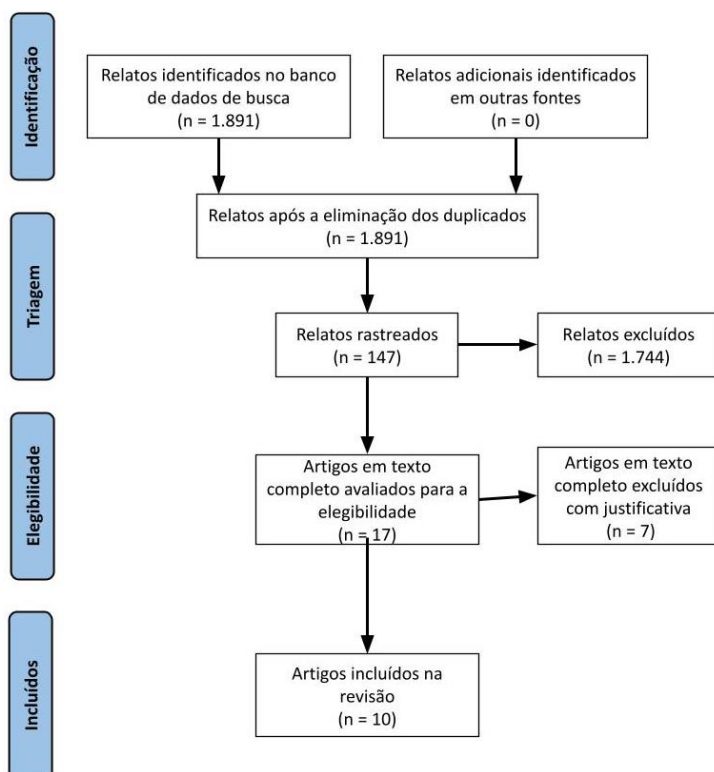 Identificação
Relatos identificados no banco
de dados de busca
(n = 1.891)
Relatos adicionais identificados
em outras fontes
(n = 0)
Relatos após a eliminação dos duplicados
(n = 1.891)
Triagem
Relatos rastreados
(n = 147)
Relatos excluídos
(n = 1.744)
Elegibilidade
Artigos em texto
completo avaliados para a
elegibilidade
(n = 17)
Artigos em texto
completo excluídos
com justificativa
(n = 7)
Incluídos
Artigos incluídos na
revisão
(n = 10)